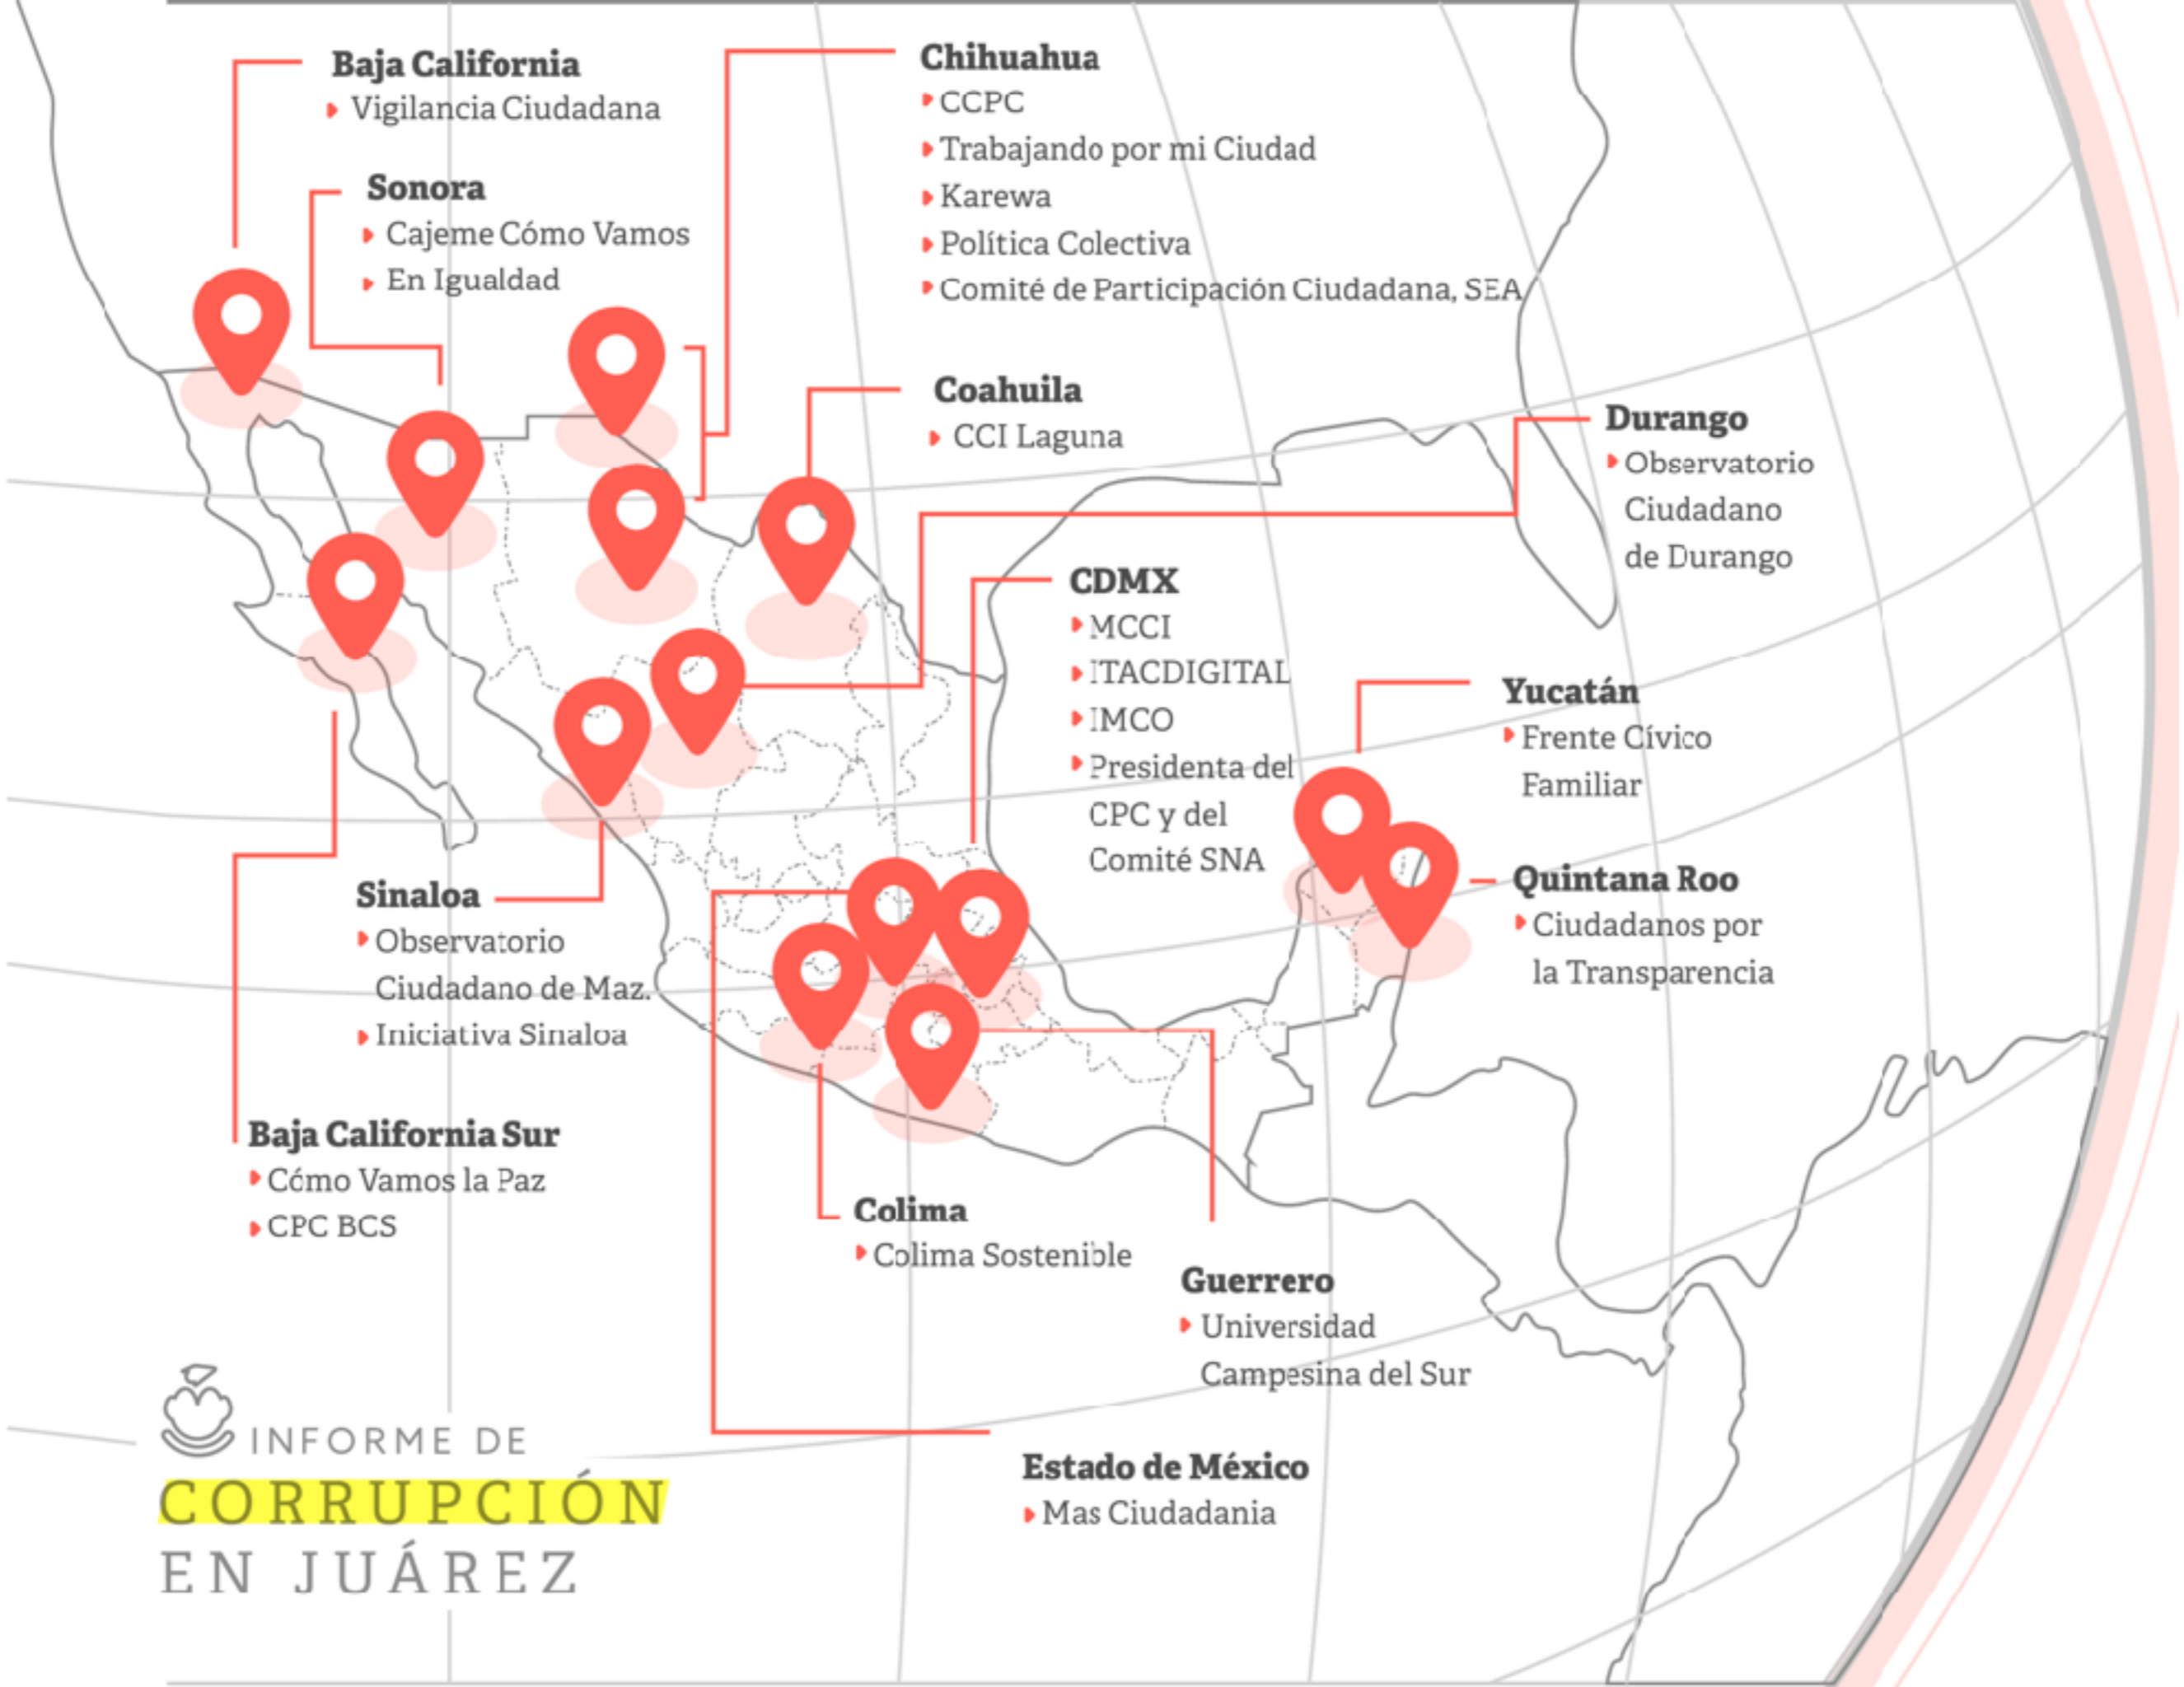 Baja California
Vigilancia Ciudadana
Sonora
Cajeme Cómo Vamos
En Igualdad
Chihuahua
CCPC
Trabajando por mi Ciudad
Karewa
Política Colectiva
Comité de Participación Ciudadana, SEA
Coahuila
CCI Laguna
Durango
Observatorio
Ciudadano
de Durango
CDMX
MCCI
ITACDIGITAL
IMCO
Presidenta del
CPC y del
Comité SNA
Yucatán
Frente Cívico
Familiar
Quintana Roo
Ciudadanos por
la Transparencia
Sinaloa
Observatorio
Ciudadano de Maz.
Iniciativa Sinaloa
Baja California Sur
Cómo Vamos la Paz
CPC BCS
Colima
Colima Sostenible
Guerrero
Universidad
Campesina del Sur
Estado de México
Mas Ciudadania
INFORME DE
CORRUPCIÓN
EN JUÁREZ